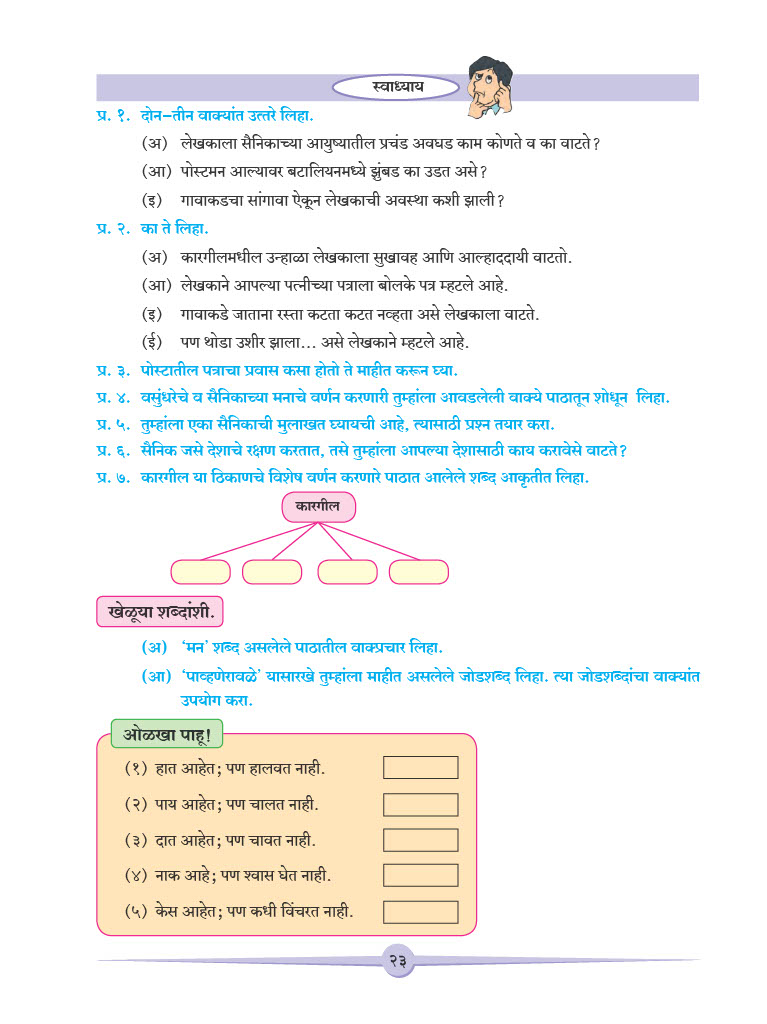 स्वाध्याय
प्र. १. दोन-तीन वाक्यांत उत्तरे लिहा.
(अ) लेखकाला सैनिकाच्या आयुष्यातील प्रचंड अवघड काम कोणते व का वाटते?
(आ) पोस्टमन आल्यावर बटालियनमध्ये झुंबड का उडत असे?
(इ) गावाकडचा सांगावा ऐकून लेखकाची अवस्था कशी झाली?
प्र. २. का ते लिहा.
(अ) कारगीलमधील उन्हाळा लेखकाला सुखावह आणि आल्हाददायी वाटतो.
(आ) लेखकाने आपल्या पत्नीच्या पत्राला बोलके पत्र म्हटले आहे.
(इ) गावाकडे जाताना रस्ता कटता कटत नव्हता असे लेखकाला वाटते.
(ई) पण थोडा उशीर झाला... असे लेखकाने म्हटले आहे.
प्र. ३. पोस्टातील पत्राचा प्रवास कसा होतो ते माहीत करून घ्या.
प्र. ४. वसुंधरेचे व सैनिकाच्या मनाचे वर्णन करणारी तुम्हांला आवडलेली वाक्ये पाठातून शोधून लिहा.
प्र. ५. तुम्हांला एका सैनिकाची मुलाखत घ्यायची आहे, त्यासाठी प्रश्न तयार करा.
प्र. ६. सैनिक जसे देशाचे रक्षण करतात, तसे तुम्हांला आपल्या देशासाठी काय करावेसे वाटते?
प्र. ७. कारगील या ठिकाणचे विशेष वर्णन करणारे पाठात आलेले शब्द आकृतीत लिहा.
कारगील
खेळूया शब्दांशी.
(अ) ‘मन’ शब्द असलेले पाठातील वाक्प्रचार लिहा.
(आ) ‘पाव्हणेरावळे’ यासारखे तुम्हांला माहीत असलेले जोडशब्द लिहा. त्या जोडशब्दांचा वाक्यांत
उपयोग करा.
ओळखा पाहू!
(१) हात आहेत; पण हालवत नाही.
(२) पाय आहेत; पण चालत नाही.
(३) दात आहेत; पण चावत नाही.
(४) नाक आहे; पण श्वास घेत नाही.
(५) केस आहेत; पण कधी विंचरत नाही.
२३